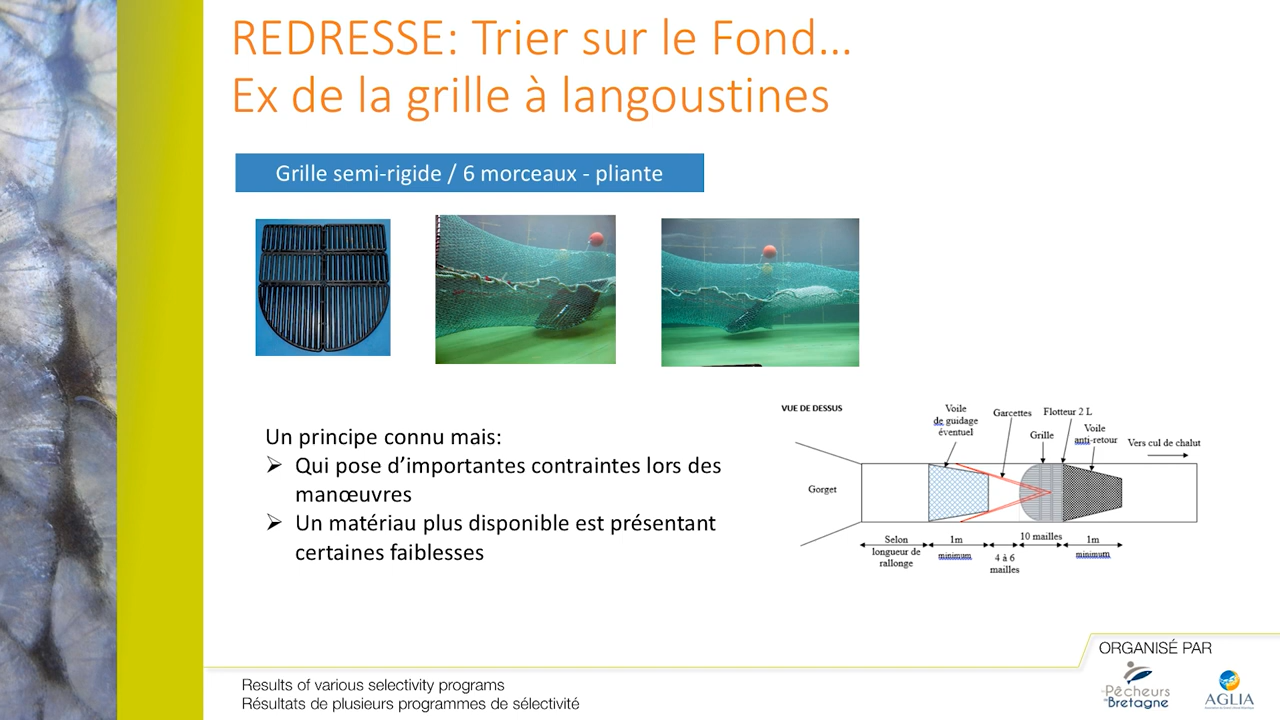 REDRESSE: Trier sur le Fond...
Ex de la grille à langoustines
Grille semi-rigide / 6 morceaux - pliante
Un principe connu mais:
➢ Qui pose d'importantes contraintes lors des
manœuvres
➢ Un matériau plus disponible est présentant
certaines faiblesses
VUE DE DESSUS
Voile
de guidage
éventuel
Garcettes
Flotteur 2 L
Grille
Voile
anti-retour
Vers cul de chalut
Gorget
Selon
longueur de
rallonge
1m
minimum
4 à 6
mailles
10 mailles
1m
minimum
ORGANISÉ PAR
Pêcheurs
Bretagne
AGLIA
Results of various selectivity programs
Résultats de plusieurs programmes de sélectivité